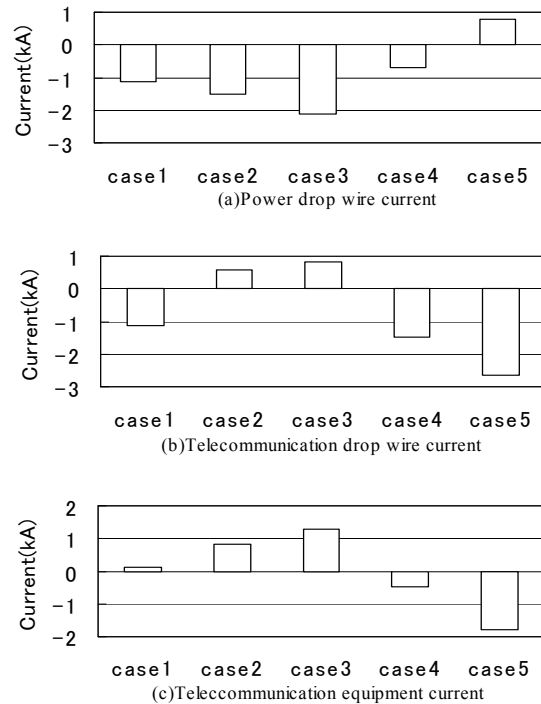 1
0
−1
−2
−3
Current(kA)
case1 case2 case3 case4 case5
(a)Power drop wire current
1
0
−1
−2
−3
Current(kA)
case1 case2 case3 case4 case5
(b)Telecommunication drop wire current
2
1
0
−1
−2
Current(kA)
case1 case2 case3 case4 case5
(c)Teleccommunication equipment current